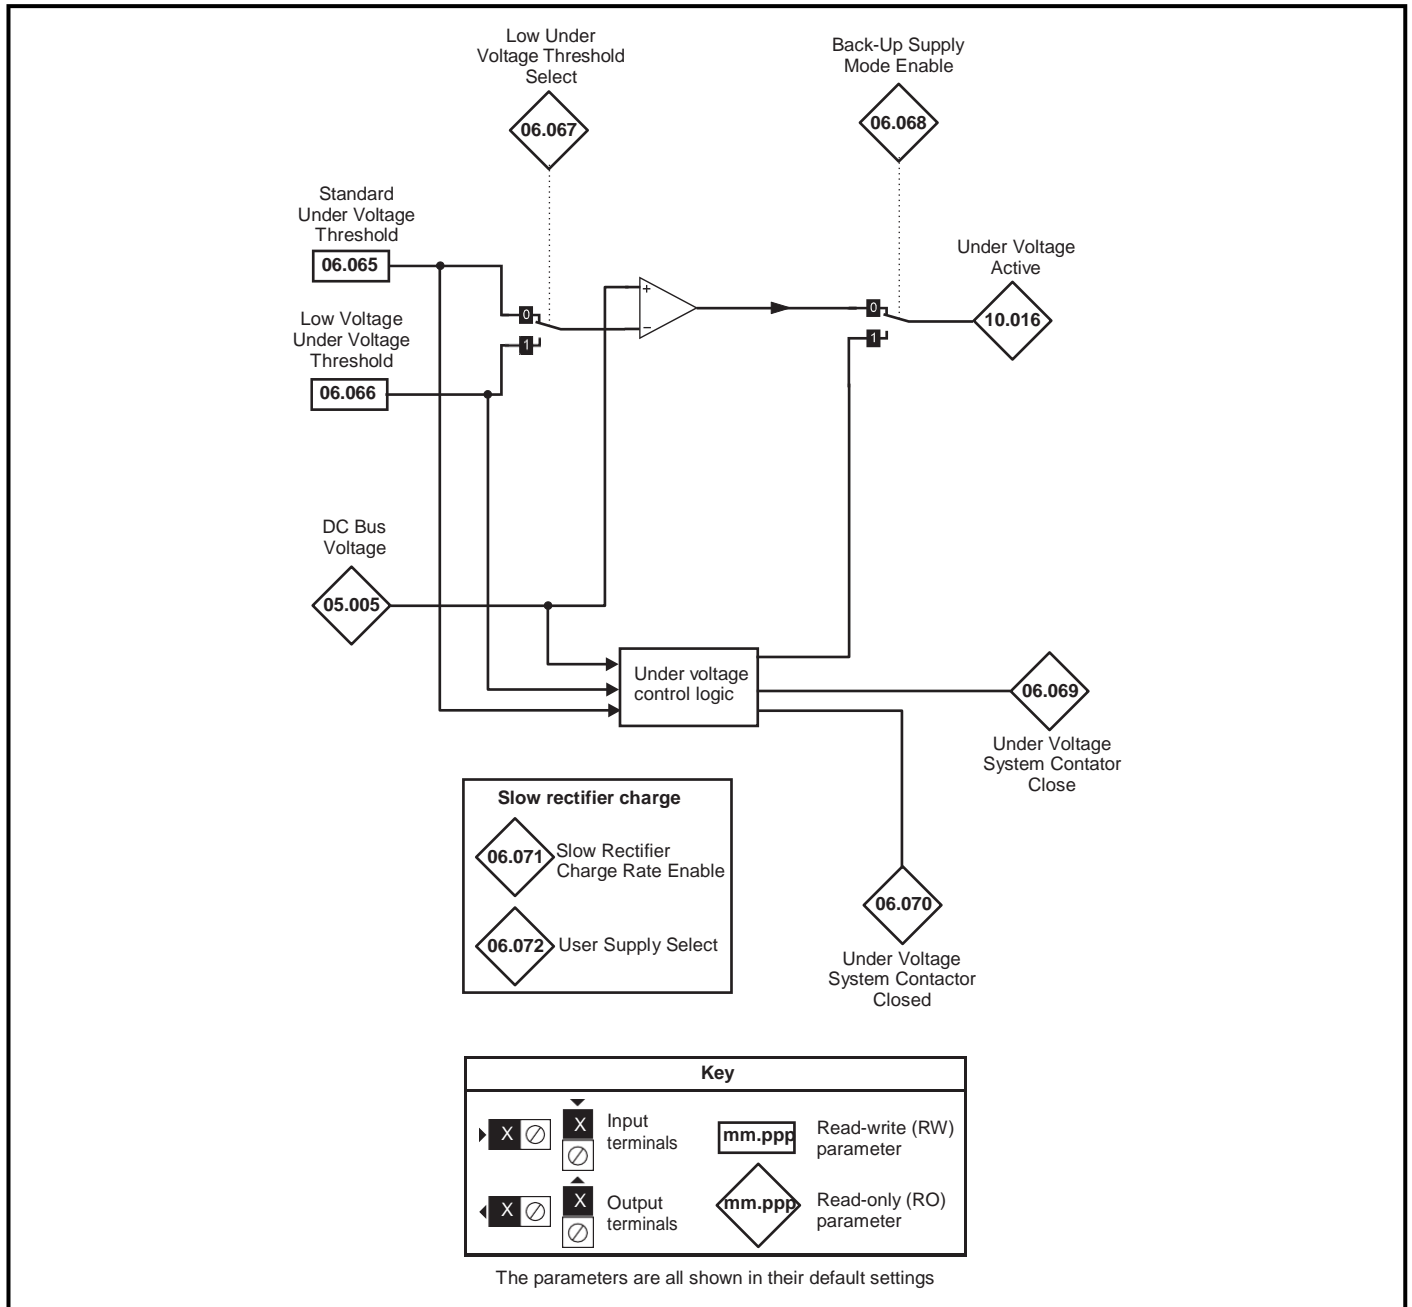 Low Under
Voltage Threshold
Select
06.067
Back-Up Supply
Mode Enable
06.068
Standard
Under Voltage
Threshold
06.065
Low Voltage
Under Voltage
Threshold
06.066
0
1
+
−
0
1
Under Voltage
Active
10.016
DC Bus
Voltage
05.005
Under voltage
control logic
06.069
Under Voltage
System Contator
Close
06.070
Under Voltage
System Contactor
Closed
Slow rectifier charge
06.071
Slow Rectifier
Charge Rate Enable
06.072
User Supply Select
Key
X
X
Input
terminals
mm.ppp
Read-write (RW)
parameter
X
X
Output
terminals
mm.ppp
Read-only (RO)
parameter
The parameters are all shown in their default settings